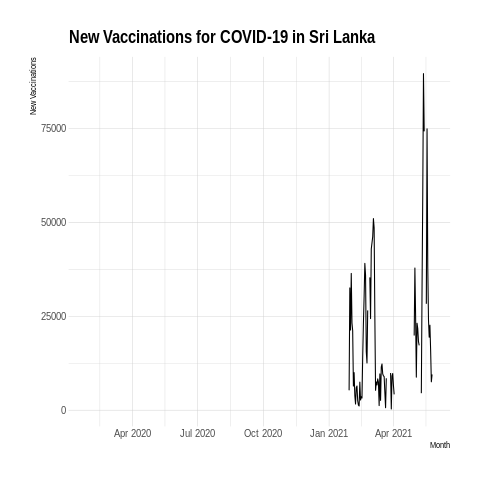 New Vaccinations for COVID-19 in Sri Lanka
New Vaccinations
75000
50000
25000
0
Apr 2020
Jul 2020
Oct 2020
Jan 2021
Apr 2021
Month